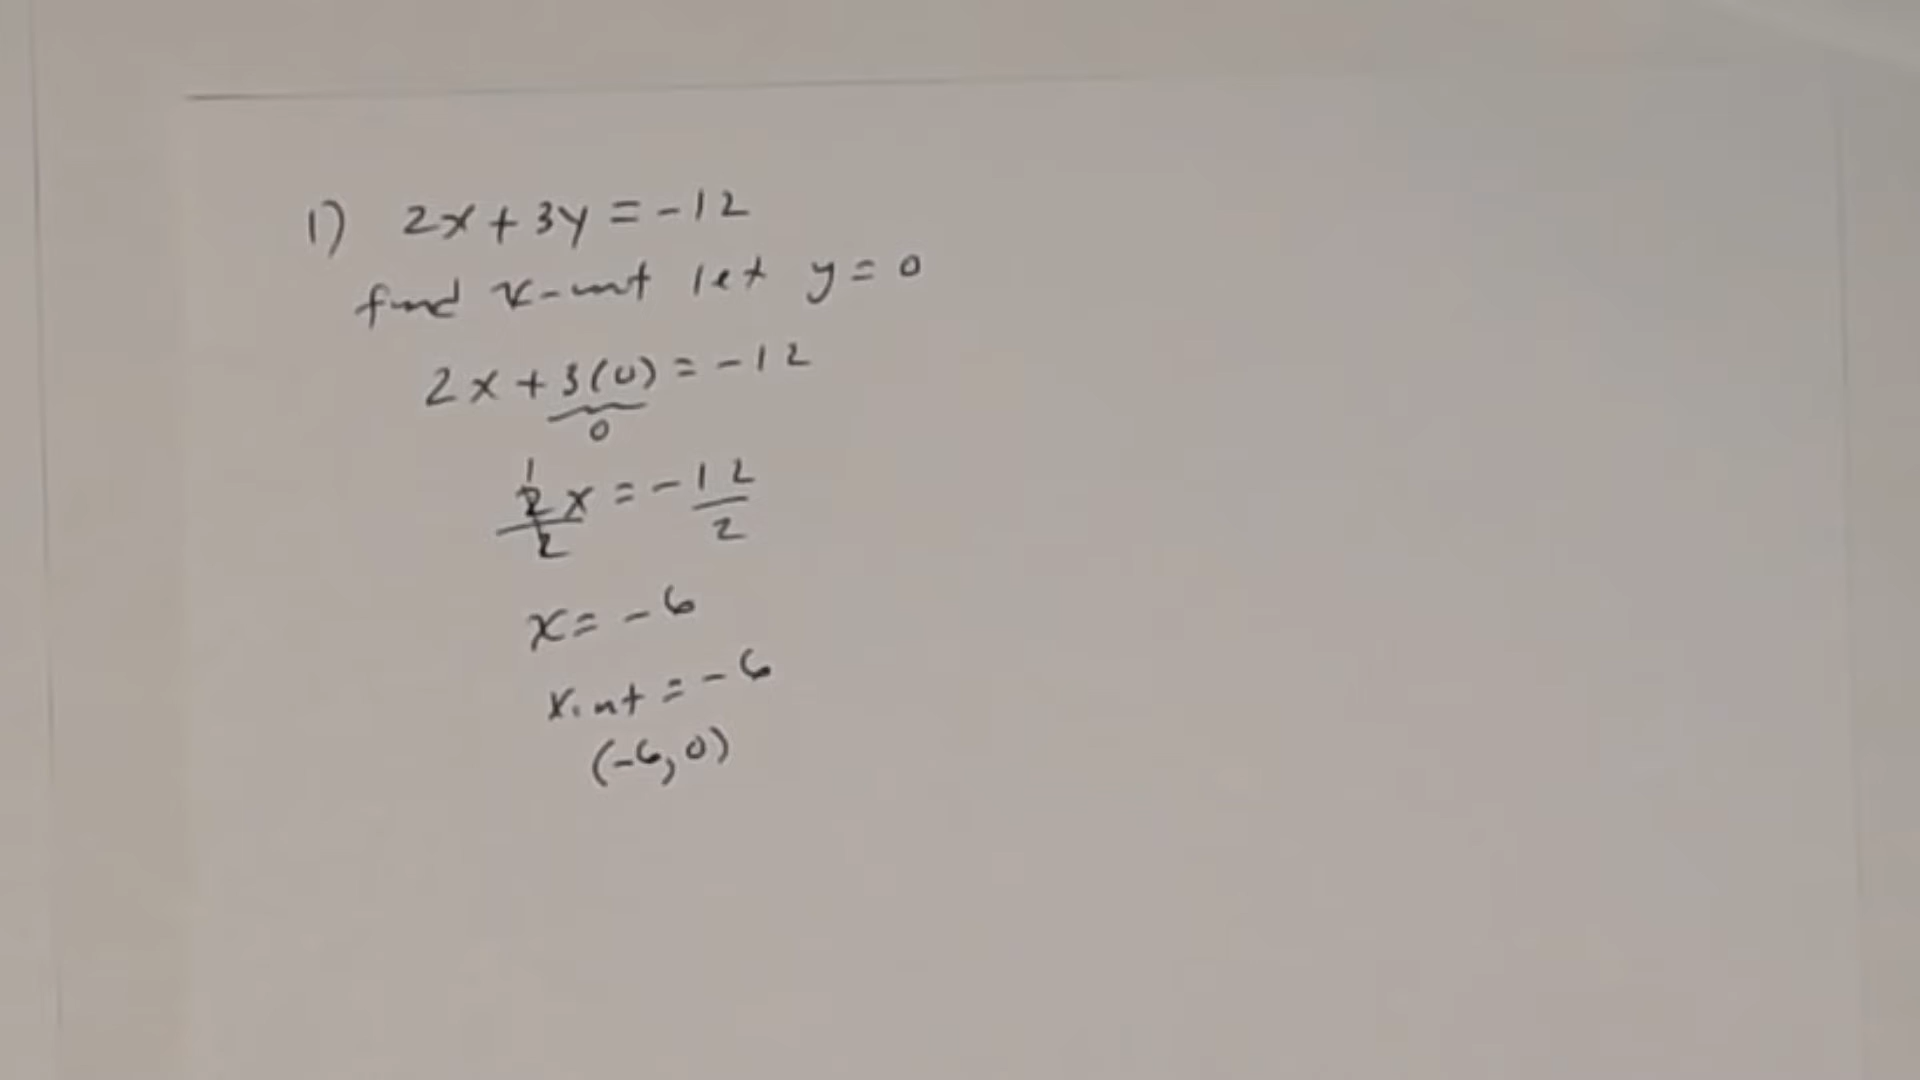 1) 2x + 3y = -12
find x-int let y = 0
2x + 3(0) = -12
0
1
2x = -12
2 2
x = -6
x int = -6
(-6, 0)